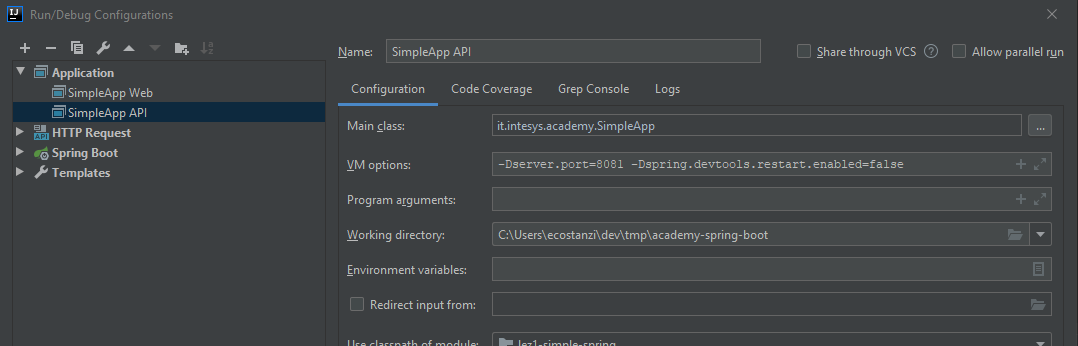 Run/Debug Configurations
Name: SimpleApp API
Share through VCS ?
Allow parallel run
Application
SimpleApp Web
SimpleApp API
HTTP Request
Spring Boot
Templates
Configuration Code Coverage Grep Console Logs
Main class: it.intesys.academy.SimpleApp ...
VM options: -Dserver.port=8081 -Dspring.devtools.restart.enabled=false
Program arguments:
Working directory: C:\Users\ecostanzi\dev\tmp\academy-spring-boot
Environment variables:
Redirect input from:
Use classpath of module: lez1-simple-spring